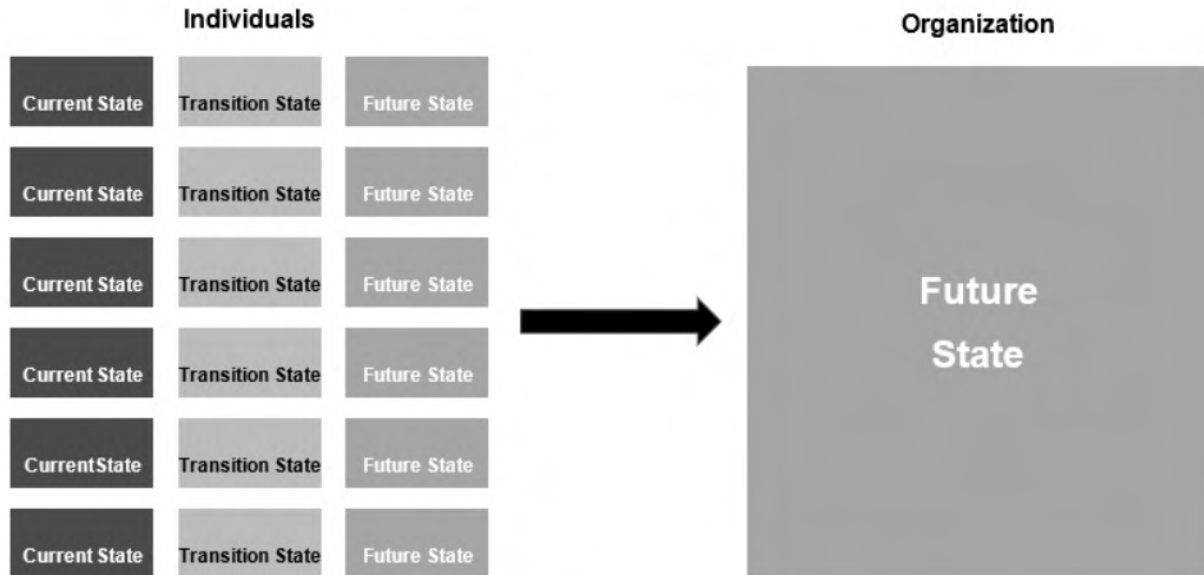 Individuals
Organization
Current State Transition State Future State
Current State Transition State Future State
Current State Transition State Future State
Current State Transition State Future State
CurrentState Transition State Future State
Current State Transition State Future State
Future
State